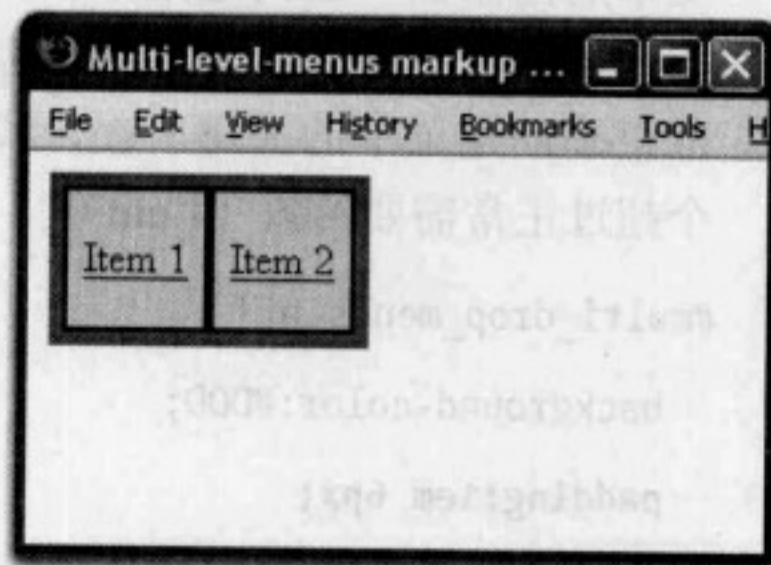 Multi-level-menus markup ...
File Edit View History Bookmarks Tools H
Item 1 Item 2
#multi_drop_menu
background-color:#DDD;
padding:1em 6px;